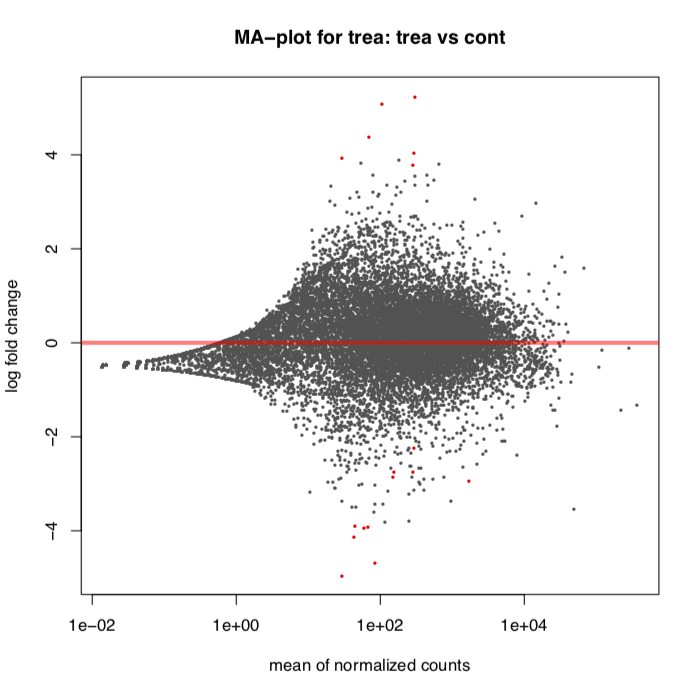 MA−plot for trea: trea vs cont
log fold change
4
2
0
−2
−4
1e−02 1e+00 1e+02 1e+04
mean of normalized counts